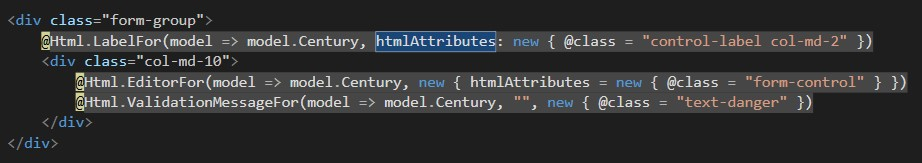 <div class="form-group">
@Html.LabelFor(model => model.Century, htmlAttributes: new { @class = "control-label col-md-2" })
<div class="col-md-10">
@Html.EditorFor(model => model.Century, new { htmlAttributes = new { @class = "form-control" } })
@Html.ValidationMessageFor(model => model.Century, "", new { @class = "text-danger" })
</div>
</div>